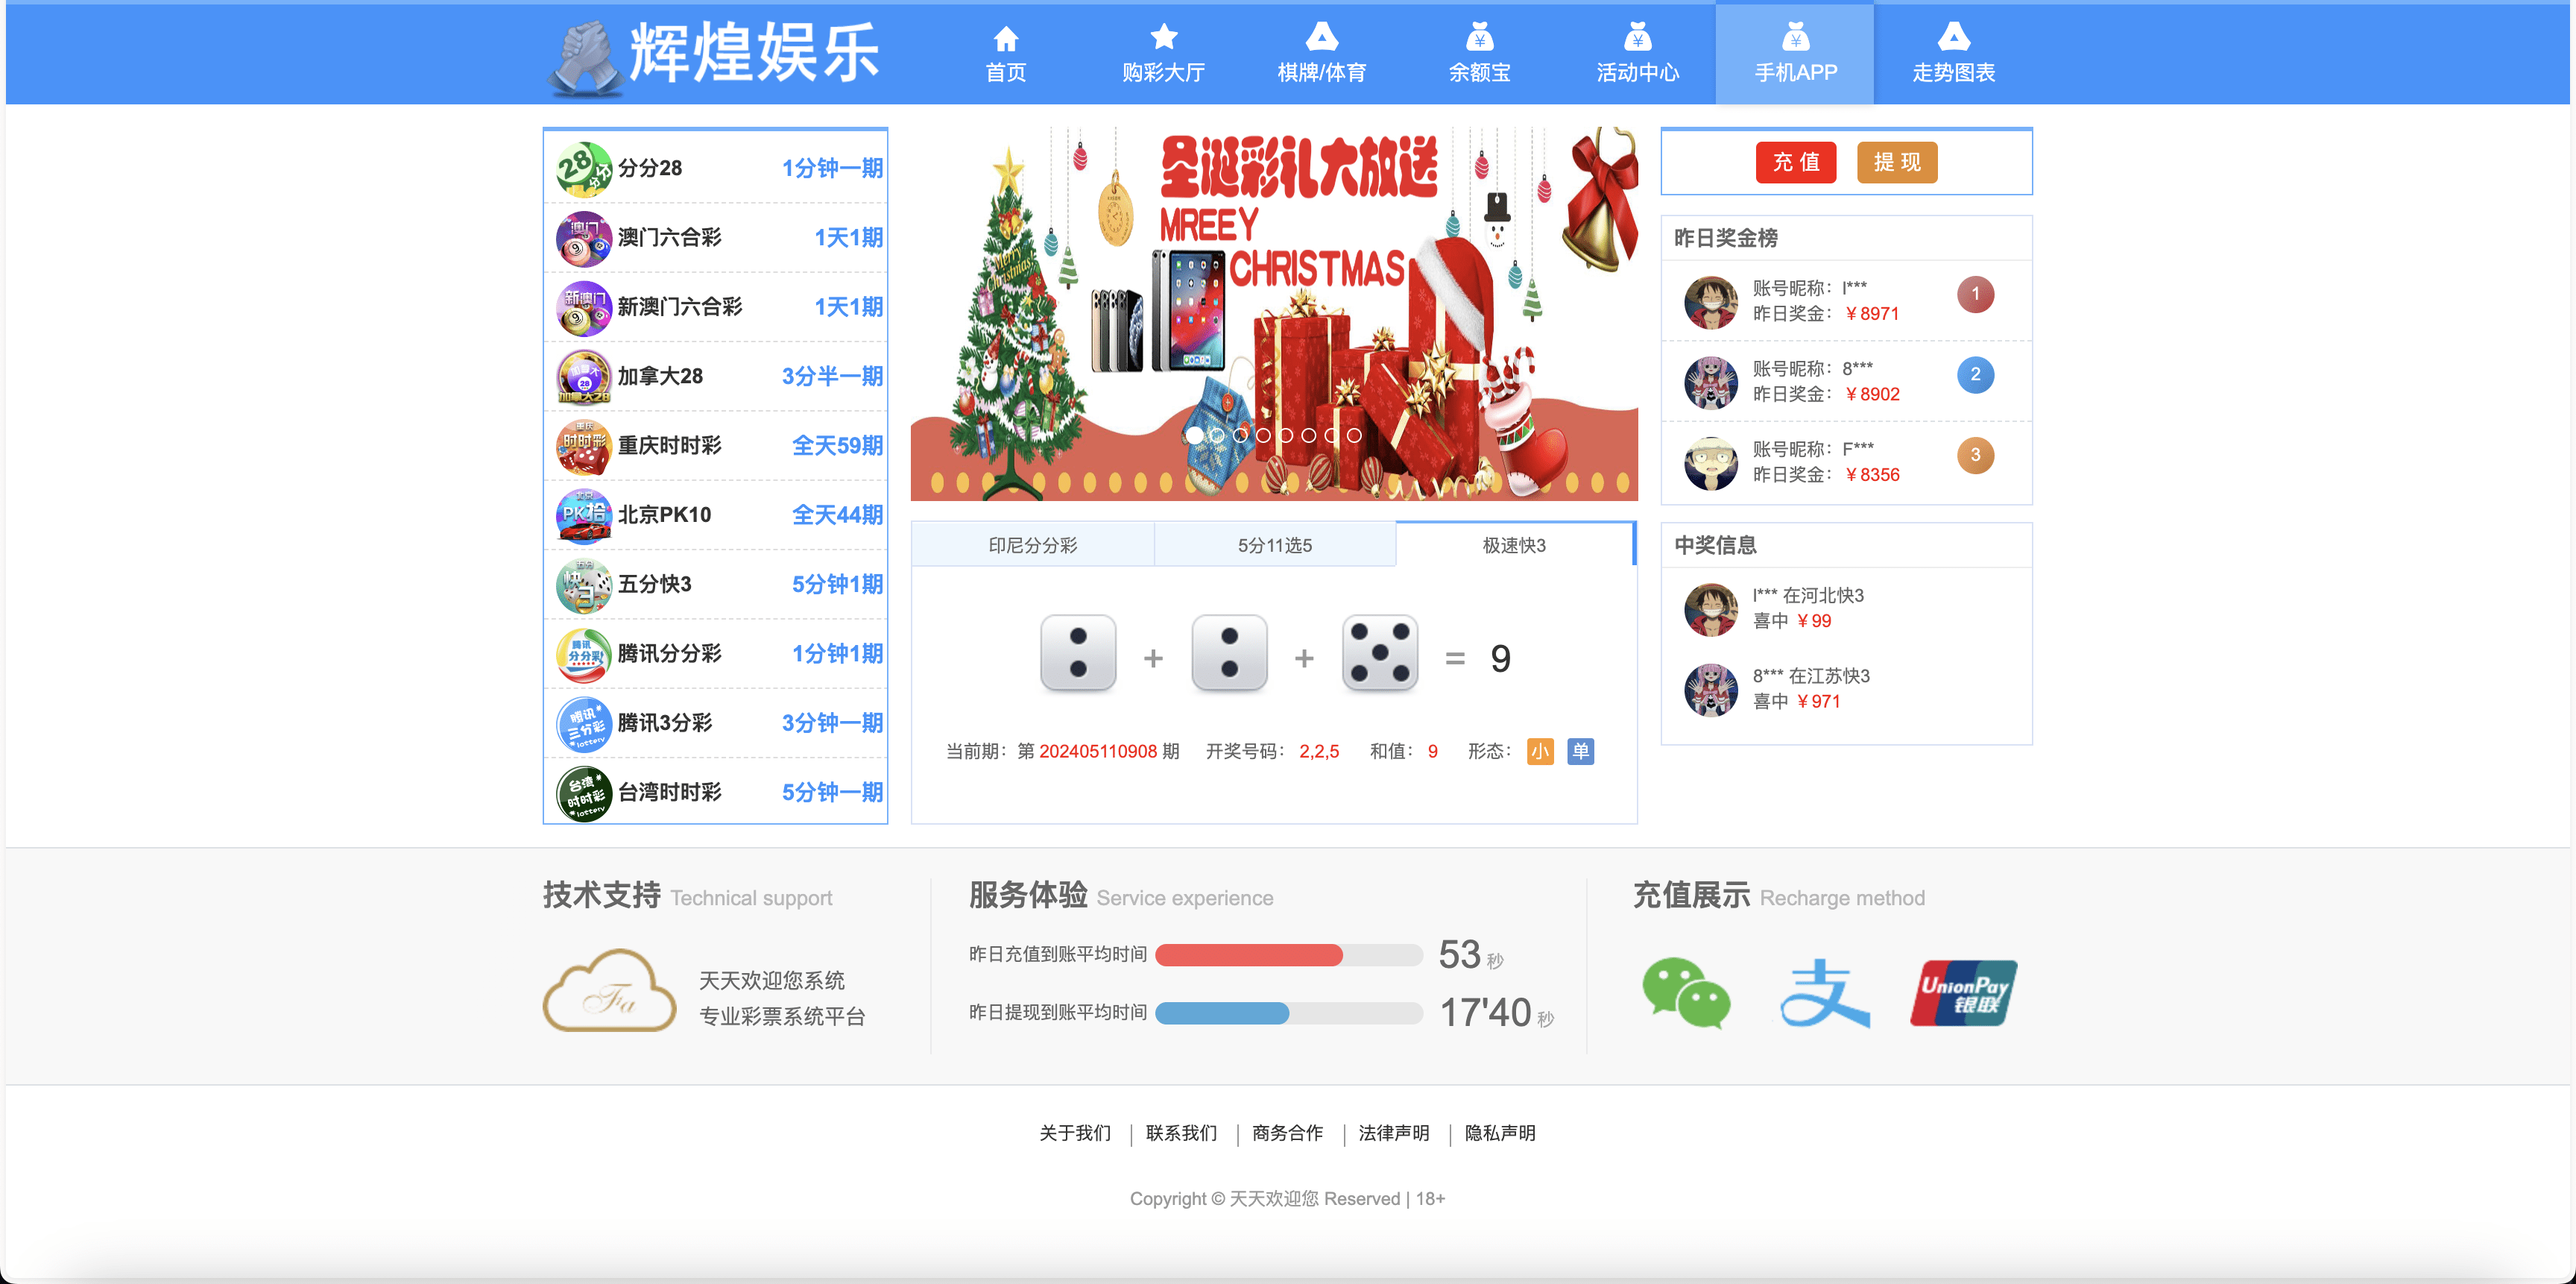 辉煌娱乐
首页
购彩大厅
棋牌/体育
余额宝
活动中心
手机APP
走势图表
分分28 1分钟一期
澳门六合彩 1天1期
新澳门六合彩 1天1期
加拿大28 3分半一期
重庆时时彩 全天59期
北京PK10 全天44期
五分快3 5分钟1期
腾讯分分彩 1分钟1期
腾讯3分彩 3分钟一期
台湾时时彩 5分钟一期
圣诞彩礼大放送
MREEY
CHRISTMAS
Merry
Christmas
印尼分分彩
5分11选5
极速快3
+ + = 9
当前期：第 202405110908 期 开奖号码： 2,2,5 和值： 9 形态： 小 单
充 值 提 现
昨日奖金榜
账号昵称：l***
昨日奖金：￥8971
1
账号昵称：8***
昨日奖金：￥8902
2
账号昵称：F***
昨日奖金：￥8356
3
中奖信息
l*** 在河北快3
喜中 ￥99
8*** 在江苏快3
喜中 ￥971
技术支持 Technical support
Fa
天天欢迎您系统
专业彩票系统平台
服务体验 Service experience
昨日充值到账平均时间 53 秒
昨日提现到账平均时间 17'40 秒
充值展示 Recharge method
支
UnionPay
银联
关于我们 | 联系我们 | 商务合作 | 法律声明 | 隐私声明
Copyright © 天天欢迎您 Reserved | 18+